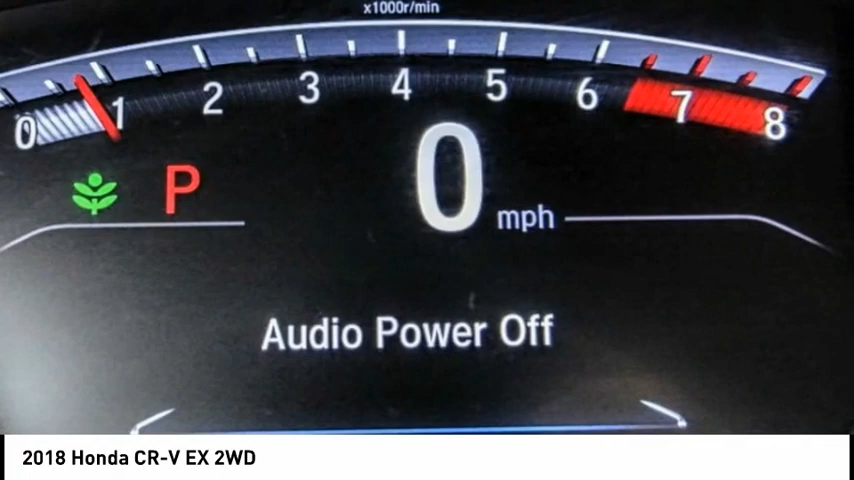 x1000r/min
0 1 2 3 4 5 6 7 8
P
0 mph
Audio Power Off
2018 Honda CR-V EX 2WD